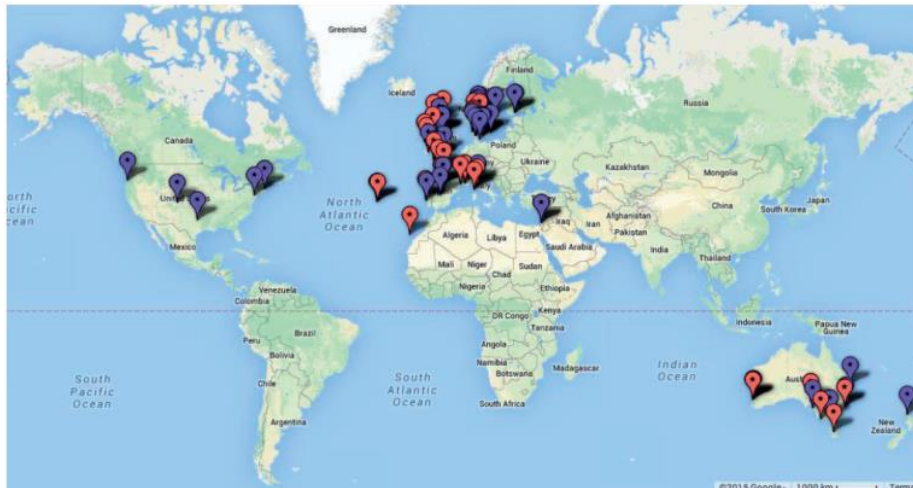 Greenland
Iceland
Finland
Russia
Canada
Poland
Ukraine
Kazakhstan
Mongolia
North
Pacific
Ocean
United
North
Atlantic
Ocean
China
South Korea
Japan
Afghanistan
Iraq
Iran
Pakistan
Mexico
Algeria
Libya
Egypt
Saudi Arabia
India
Thailand
Mali
Niger
Chad
Sudan
Nigeria
Ethiopia
Venezuela
Colombia
DR Congo
Kenya
Tanzania
Indonesia
Papua New
Guinea
Peru
Brazil
Bolivia
Angola
Namibia
Botswana
Madagascar
Indian
Ocean
South
Pacific
Ocean
South
Atlantic
Ocean
Chile
South Africa
Argentina
New
Zealand
©2015 Google
1000 km